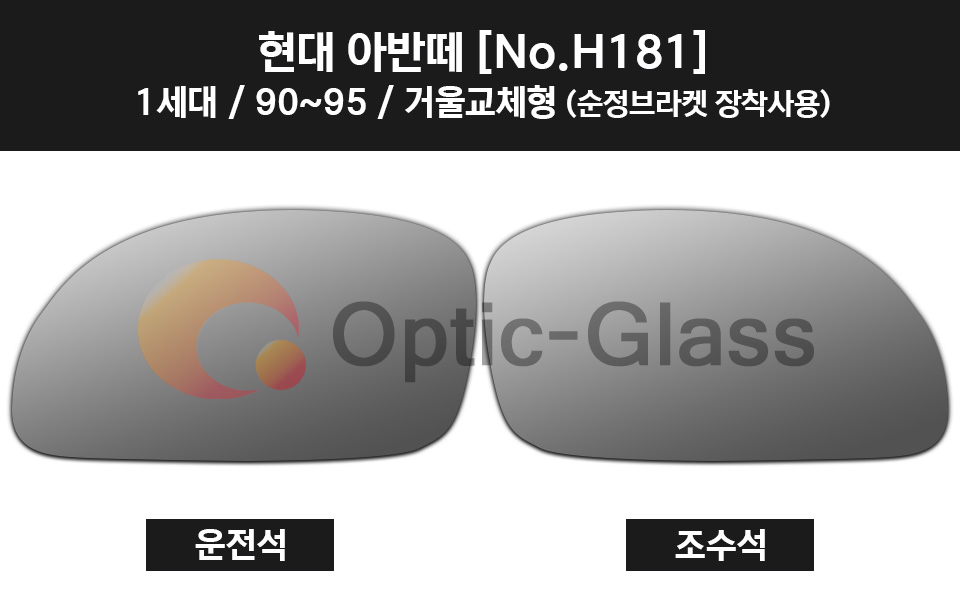 현대 아반떼 [No.H181]
1세대 / 90~95 / 거울교체형 (순정브라켓 장착사용)
Optic-Glass
운전석
조수석